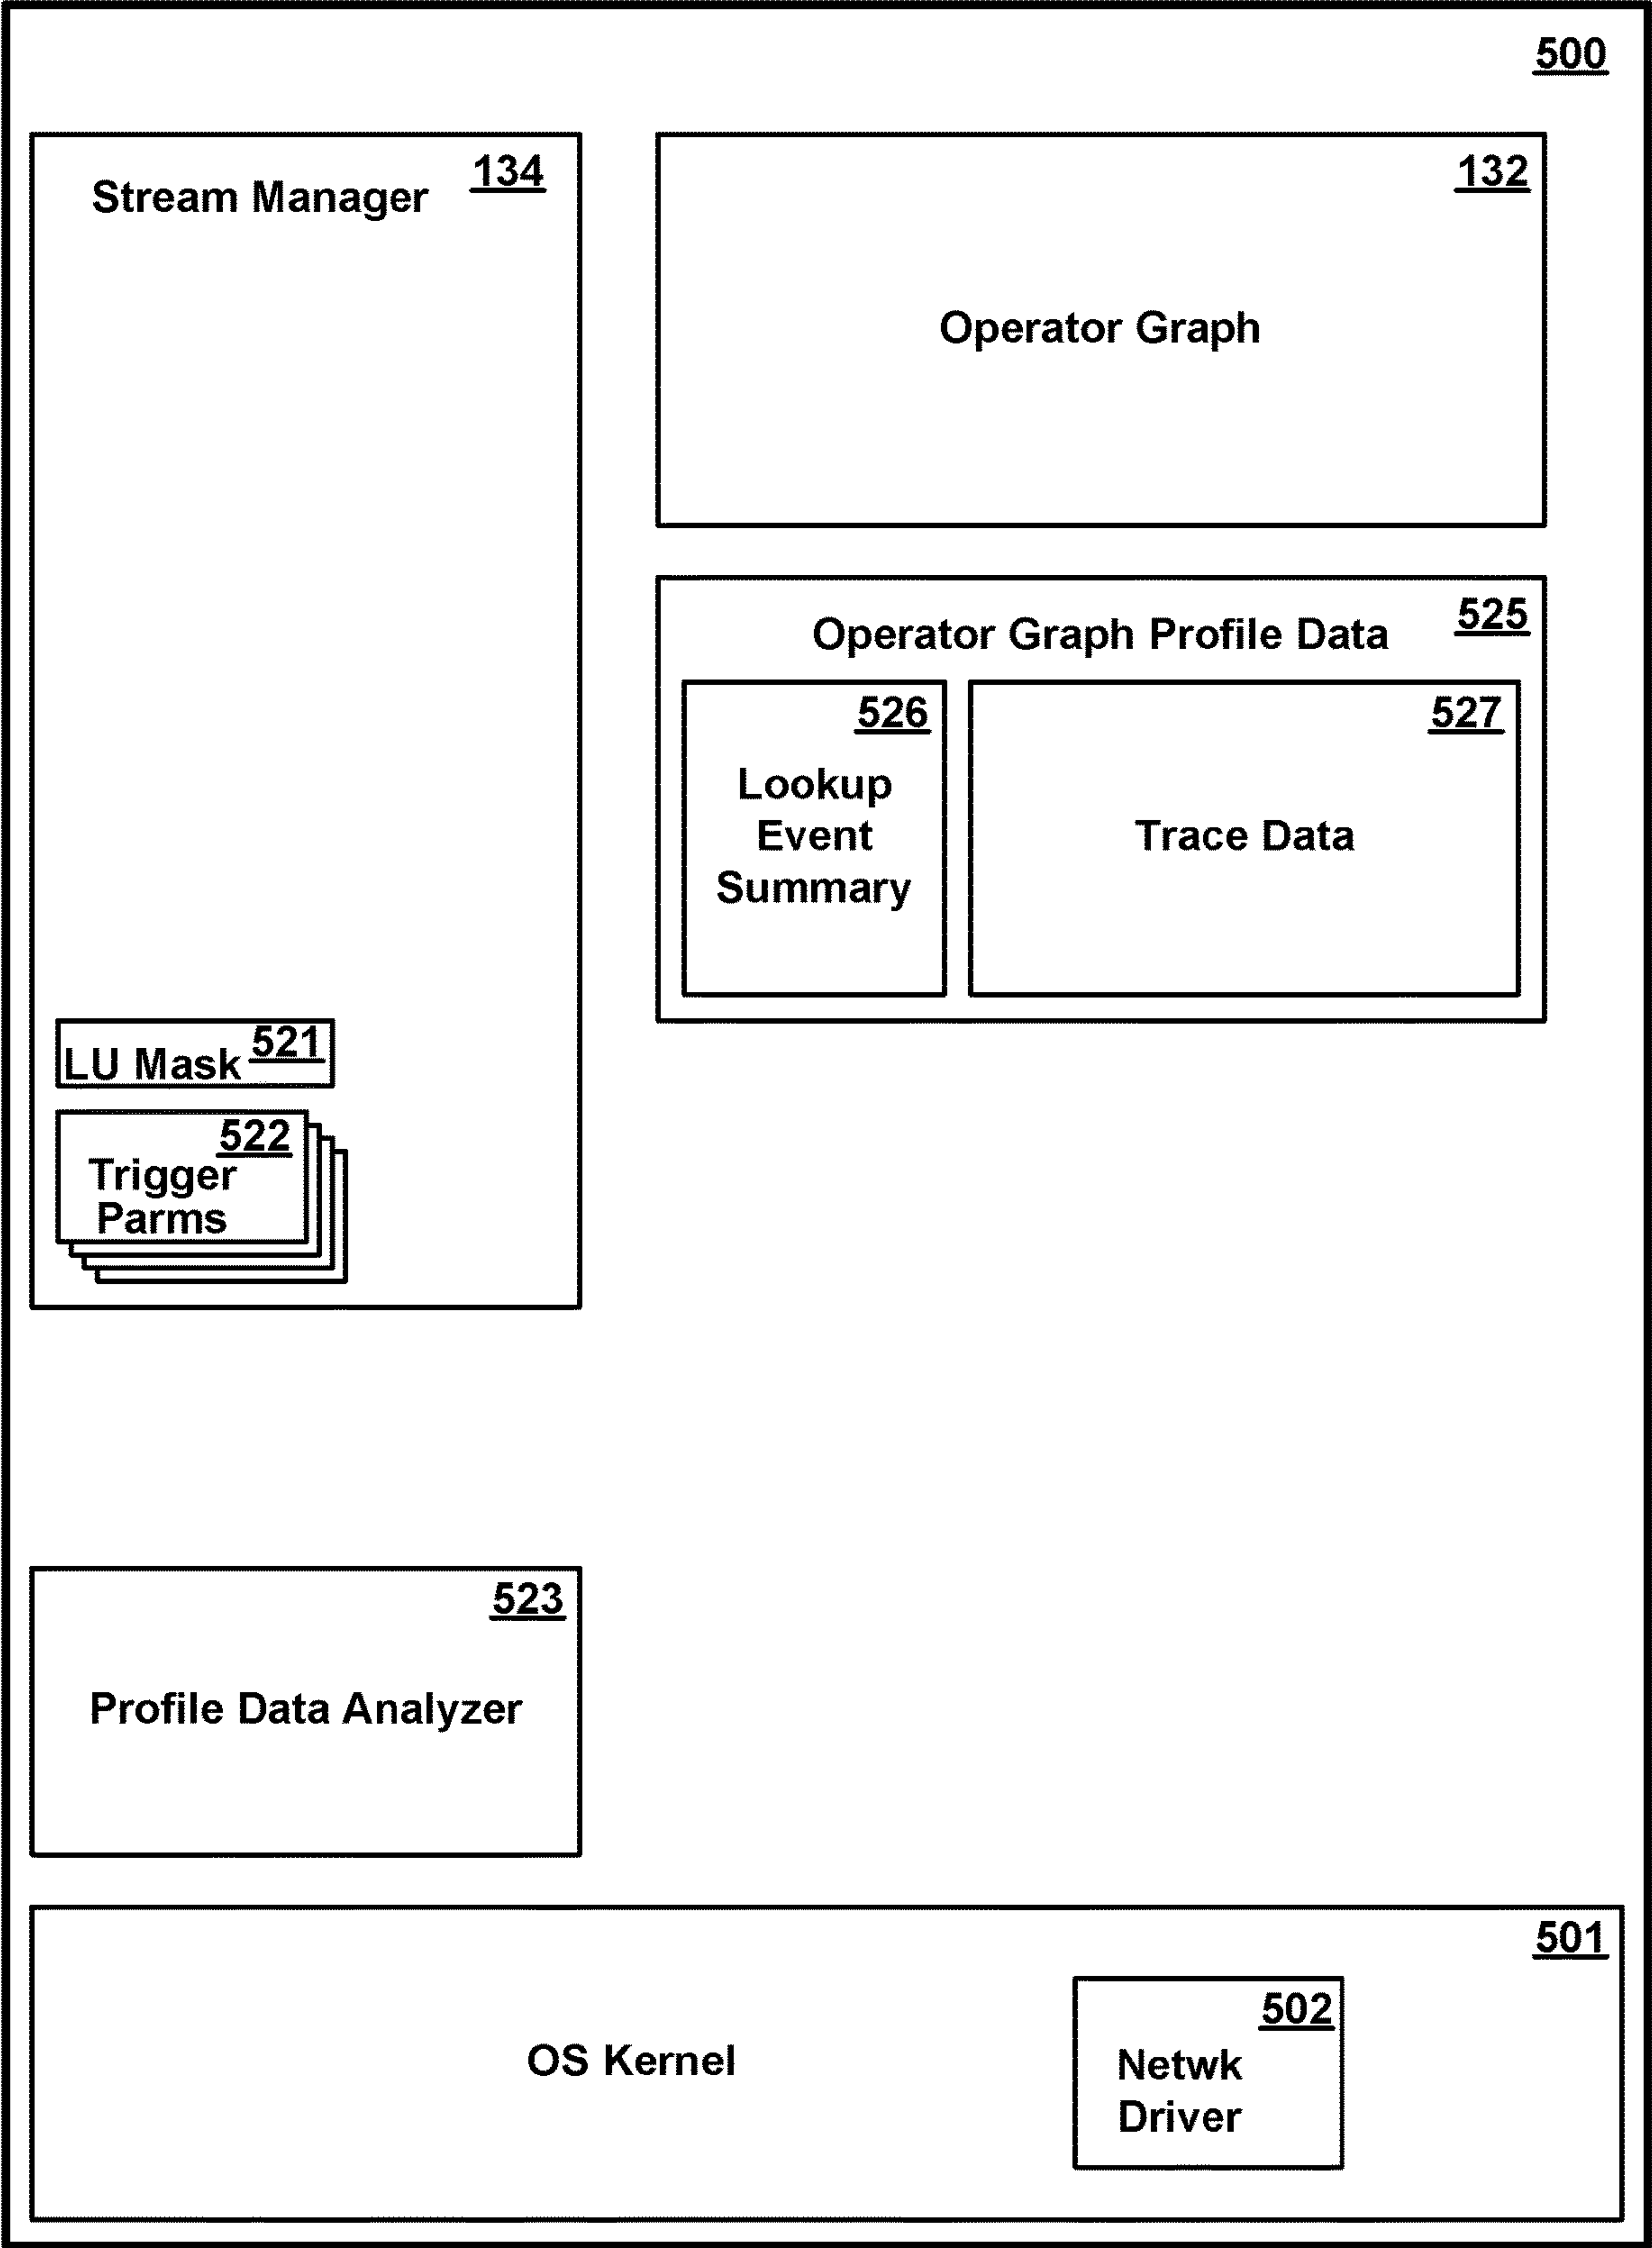 500
134
Stream Manager
132
Operator Graph
525
Operator Graph Profile Data
526
Lookup
Event
Summary
527
Trace Data
521
LU Mask
522
Trigger
Parms
523
Profile Data Analyzer
501
OS Kernel
502
Netwk
Driver